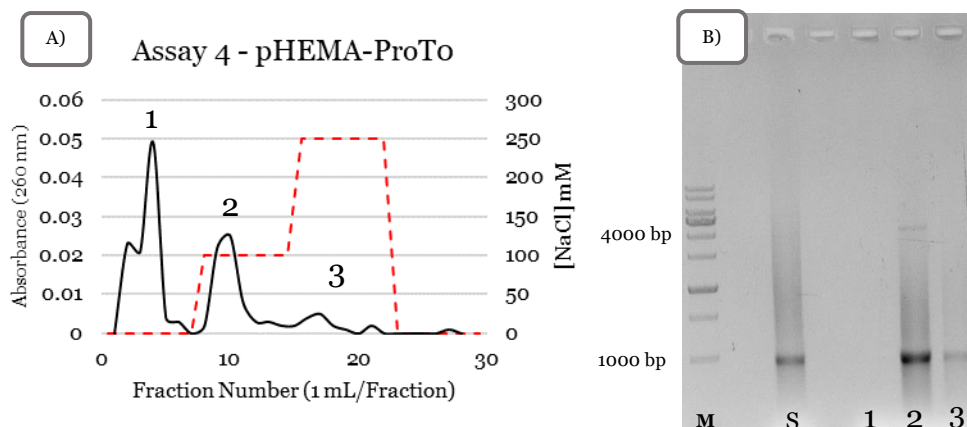 A)
Assay 4 - pHEMA-ProT0
0.06
0.05
0.04
0.03
0.02
0.01
0
Absorbance (260 nm)
1
2
3
300
250
200
150
100
50
0
[NaCl] mM
0
10
20
30
Fraction Number (1 mL/Fraction)
B)
4000 bp
1000 bp
M
S
1
2
3